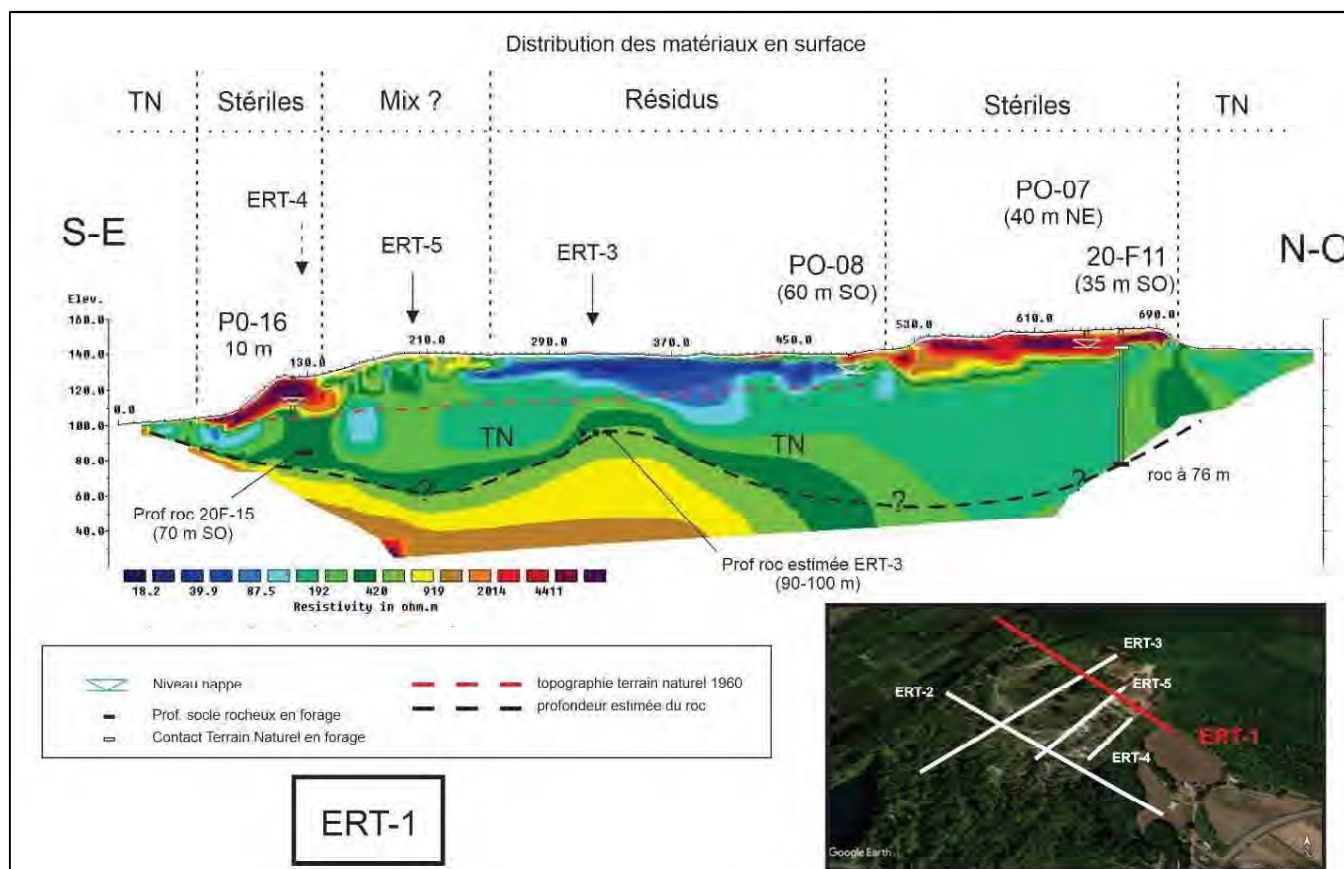 Distribution des matériaux en surface
TN
Stériles
Mix ?
Résidus
Stériles
TN
ERT-4
PO-07
(40 m NE)
S-E
ERT-5
ERT-3
PO-08
(60 m SO)
20-F11
(35 m SO)
N-O
Elev.
160.0
P0-16
10 m
140.0
120.0
100.0
80.0
60.0
40.0
0.0
130.0
210.0
290.0
370.0
450.0
530.0
610.0
690.0
TN
TN
?
?
?
roc à 76 m
Prof roc 20F-15
(70 m SO)
Prof roc estimée ERT-3
(90-100 m)
18.2 39.9 87.5 192 420 919 2014 4411
Resistivity in ohm.m
Niveau nappe
Prof. socle rocheux en forage
Contact Terrain Naturel en forage
topographie terrain naturel 1960
profondeur estimée du roc
ERT-1
ERT-3
ERT-2
ERT-5
ERT-1
ERT-4
Google Earth